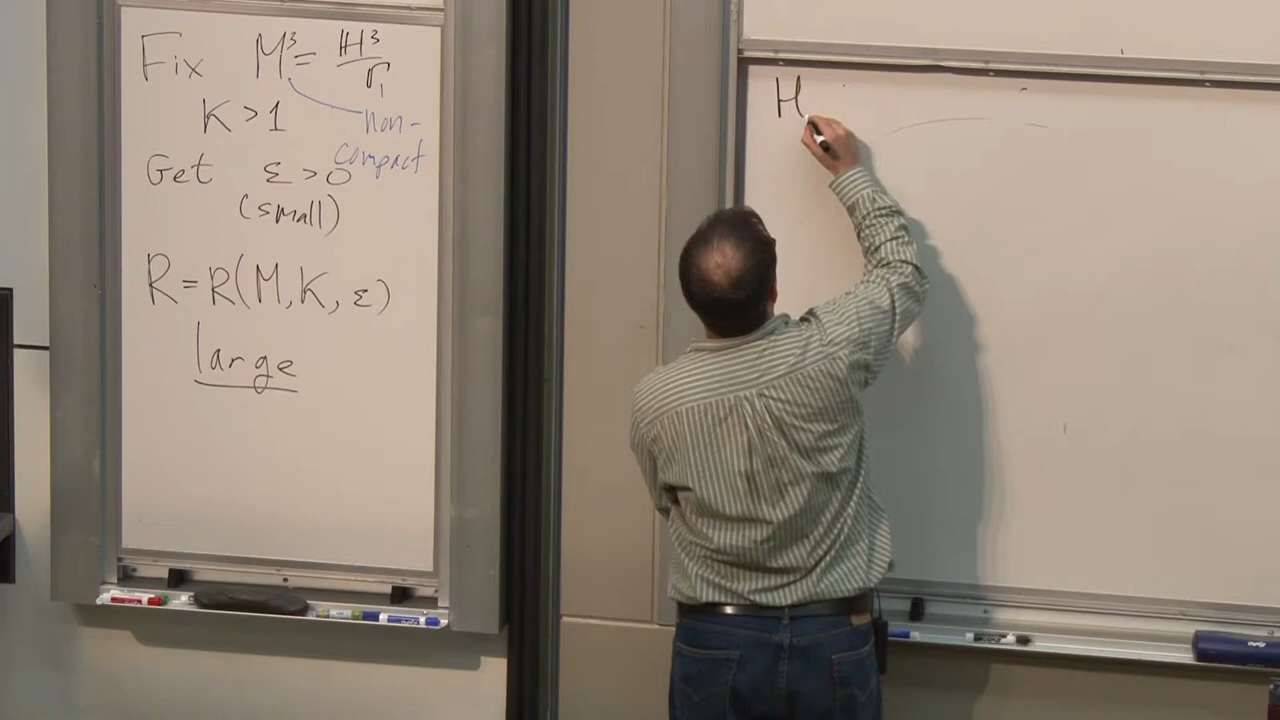 Fix M³ = ℍ³/Γ,
K > 1
non-
compact
Get ε > 0
(small)
R = R(M, K, ε)
large
H